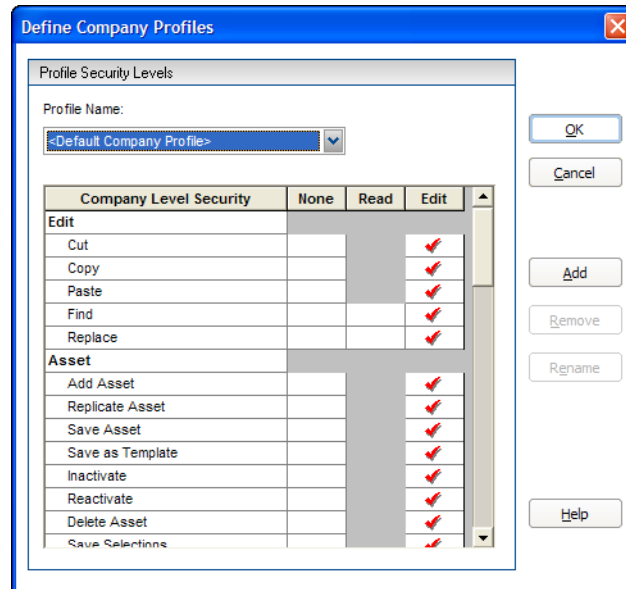 Define Company Profiles
Profile Security Levels
Profile Name:
<Default Company Profile>
OK
Cancel
Company Level Security None Read Edit
Edit
Cut
Copy
Paste
Add
Find
Replace
Remove
Asset
Rename
Add Asset
Replicate Asset
Save Asset
Save as Template
Inactivate
Reactivate
Delete Asset
Help
Save Selections